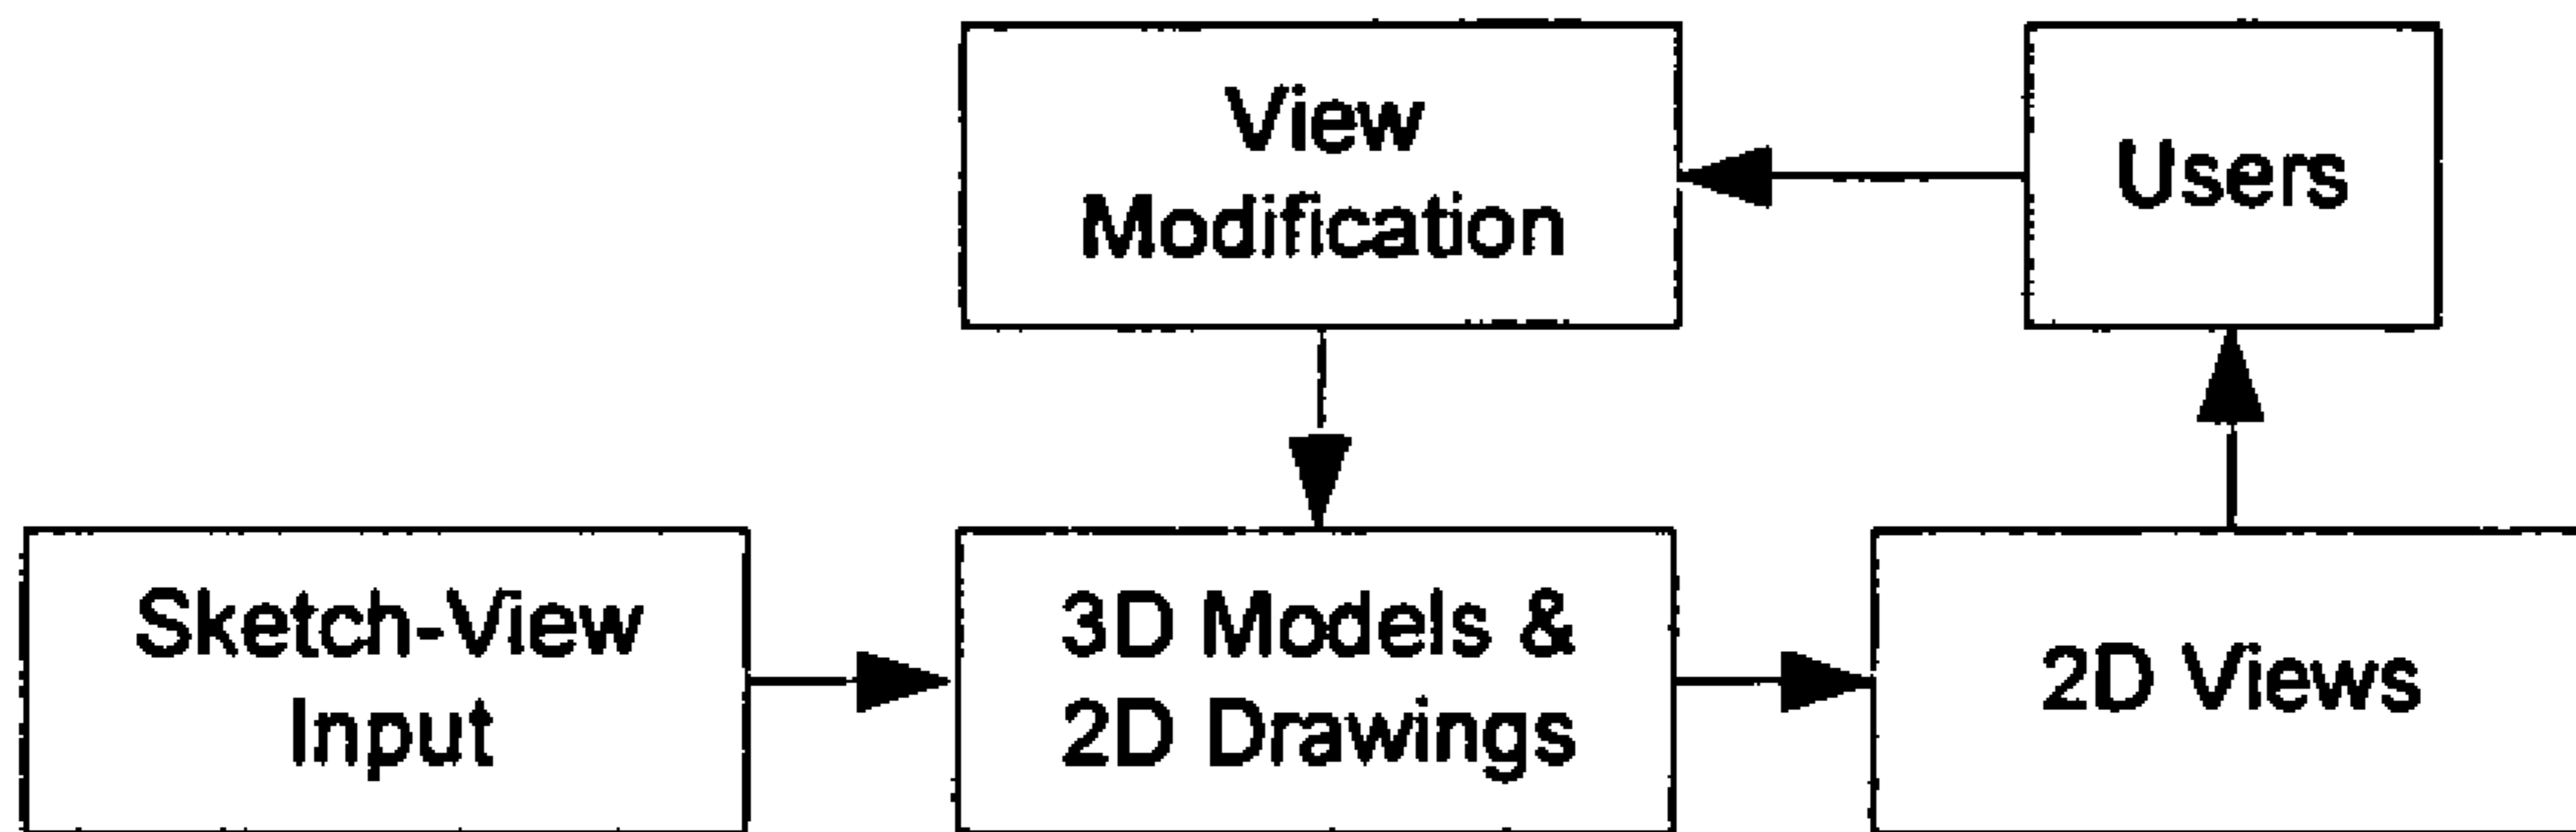 View
Modification
Users
Sketch-View
Input
3D Models &
2D Drawings
2D Views